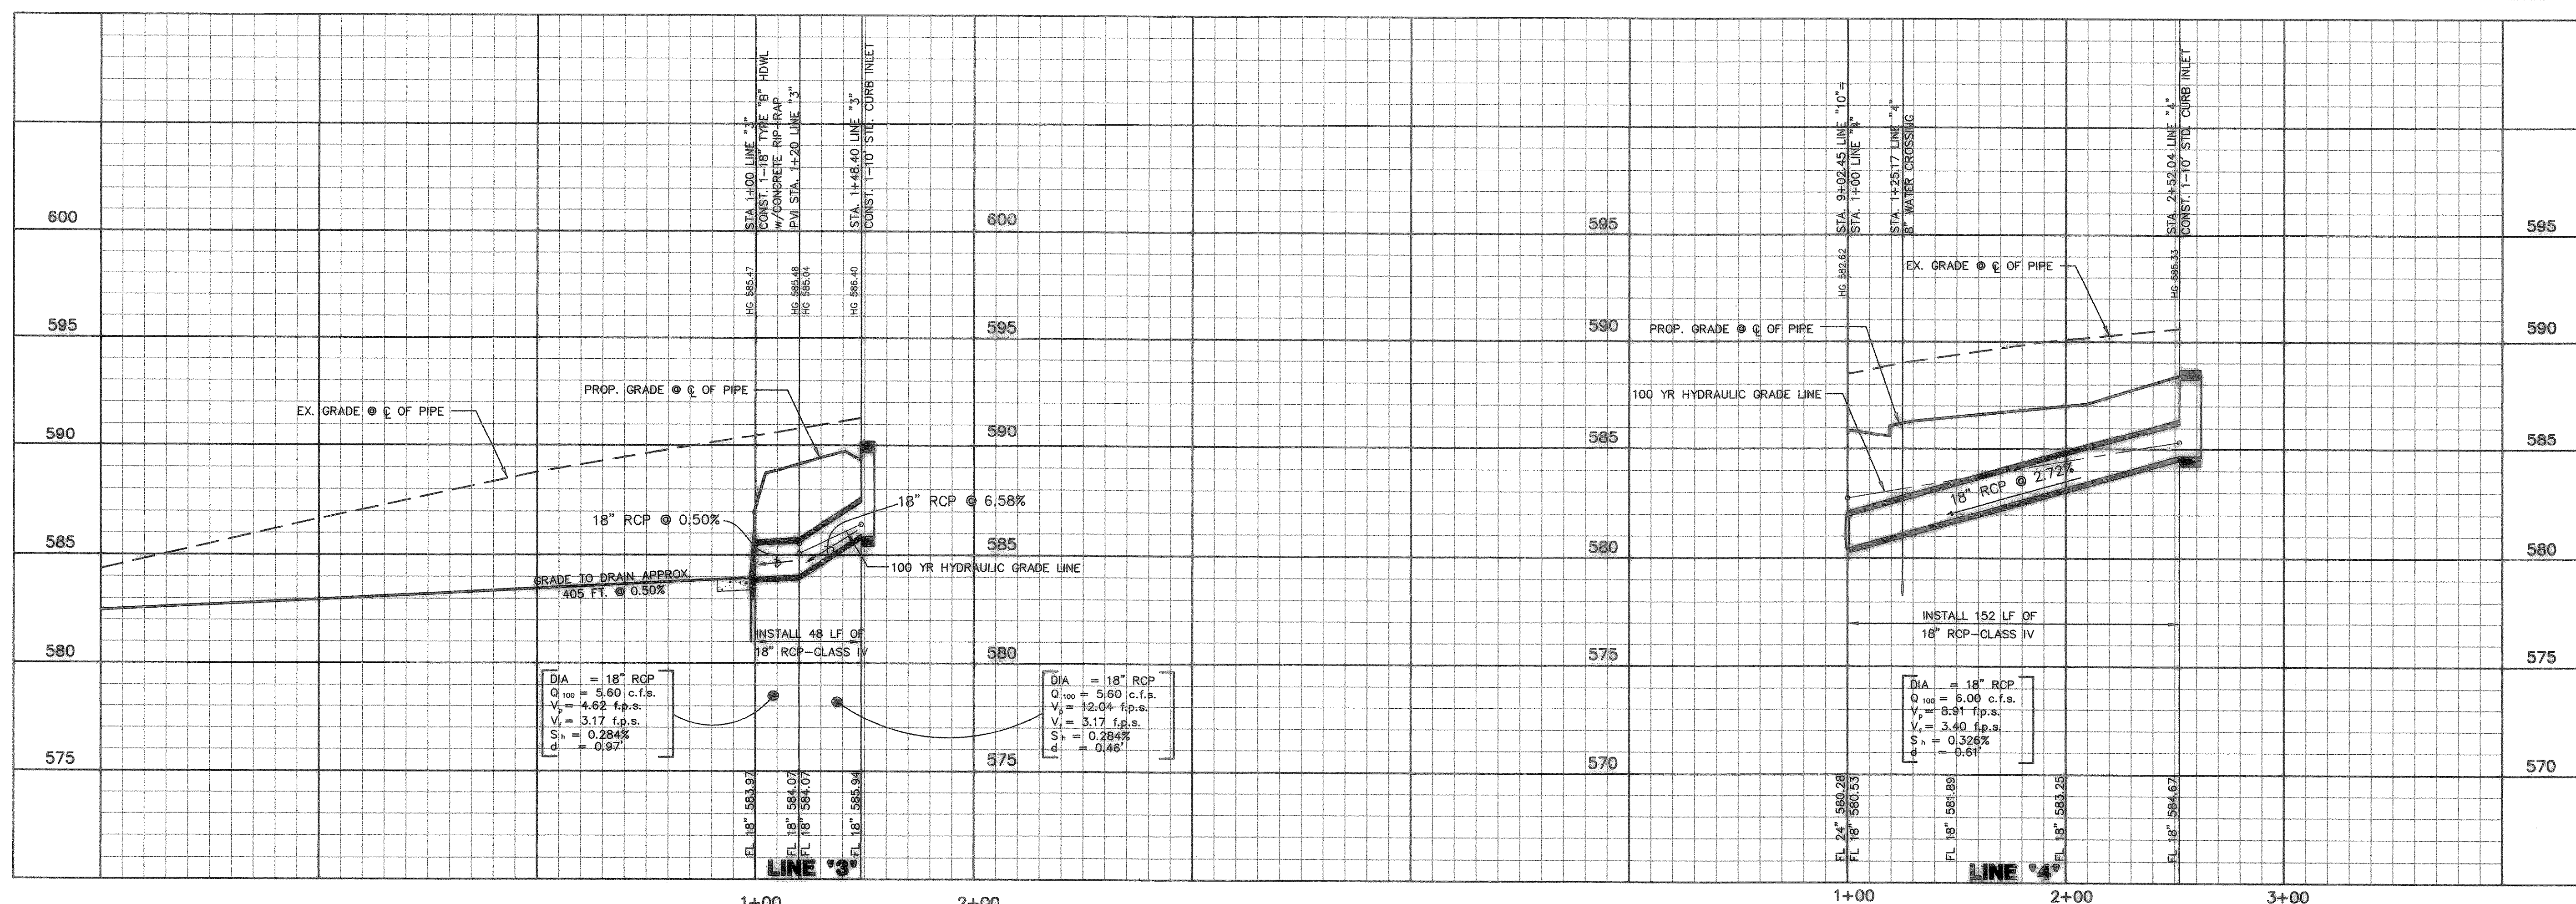 STA 1+00 LINE "3"
CONST. 1-18" TYPE "B" HDWL
w/CONCRETE RIP-RAP
PVI STA. 1+20 LINE "3"
STA. 1+48.40 LINE "3"
CONST. 1-10' STD. CURB INLET
HG 585.47
HG 585.48
HG 585.04
HG 586.40
600
595
590
585
580
575
600
595
590
585
580
575
EX. GRADE @ ℄ OF PIPE
PROP. GRADE @ ℄ OF PIPE
18" RCP @ 0.50%
18" RCP @ 6.58%
100 YR HYDRAULIC GRADE LINE
GRADE TO DRAIN APPROX.
405 FT. @ 0.50%
INSTALL 48 LF OF
18" RCP-CLASS IV
DIA = 18" RCP
Q100 = 5.60 c.f.s.
Vp = 4.62 f.p.s.
Vf = 3.17 f.p.s.
Sh = 0.284%
d = 0.97'
DIA = 18" RCP
Q100 = 5.60 c.f.s.
Vp = 12.04 f.p.s.
Vf = 3.17 f.p.s.
Sh = 0.284%
d = 0.46'
FL 18" 583.97
FL 18" 584.07
FL 18" 584.07
FL 18" 585.94
LINE "3"
1+00
2+00
STA. 9+02.45 LINE "10"=
STA. 1+00 LINE "4"
STA. 1+25.17 LINE "4"
8" WATER CROSSING
STA. 2+52.04 LINE "4"
CONST. 1-10' STD. CURB INLET
HG 582.62
HG 585.33
595
590
585
580
575
570
595
590
585
580
575
570
EX. GRADE @ ℄ OF PIPE
PROP. GRADE @ ℄ OF PIPE
100 YR HYDRAULIC GRADE LINE
18" RCP @ 2.72%
INSTALL 152 LF OF
18" RCP-CLASS IV
DIA = 18" RCP
Q100 = 6.00 c.f.s.
Vp = 8.91 f.p.s.
Vf = 3.40 f.p.s.
Sh = 0.326%
d = 0.61'
FL 24" 580.28
FL 18" 580.53
FL 18" 581.89
FL 18" 583.25
FL 18" 584.67
LINE "4"
1+00
2+00
3+00